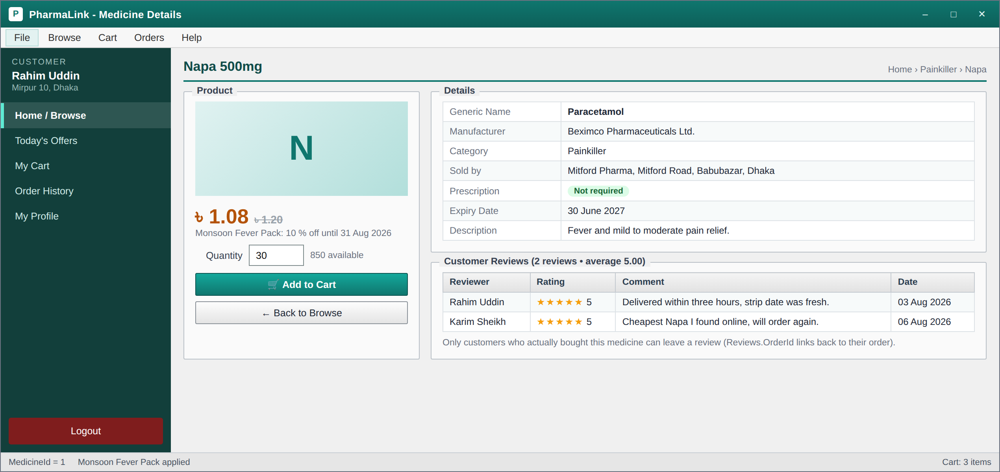 P PharmaLink - Medicine Details
File Browse Cart Orders Help
CUSTOMER
Rahim Uddin
Mirpur 10, Dhaka
Home / Browse
Today's Offers
My Cart
Order History
My Profile
Logout
Napa 500mg
Home › Painkiller › Napa
Product
N
৳ 1.08 ৳ 1.20
Monsoon Fever Pack: 10 % off until 31 Aug 2026
Quantity 30 850 available
🛒 Add to Cart
← Back to Browse
Details
Generic Name Paracetamol
Manufacturer Beximco Pharmaceuticals Ltd.
Category Painkiller
Sold by Mitford Pharma, Mitford Road, Babubazar, Dhaka
Prescription Not required
Expiry Date 30 June 2027
Description Fever and mild to moderate pain relief.
Customer Reviews (2 reviews • average 5.00)
Reviewer Rating Comment Date
Rahim Uddin ★★★★★ 5 Delivered within three hours, strip date was fresh. 03 Aug 2026
Karim Sheikh ★★★★★ 5 Cheapest Napa I found online, will order again. 06 Aug 2026
Only customers who actually bought this medicine can leave a review (Reviews.OrderId links back to their order).
MedicineId = 1 Monsoon Fever Pack applied Cart: 3 items